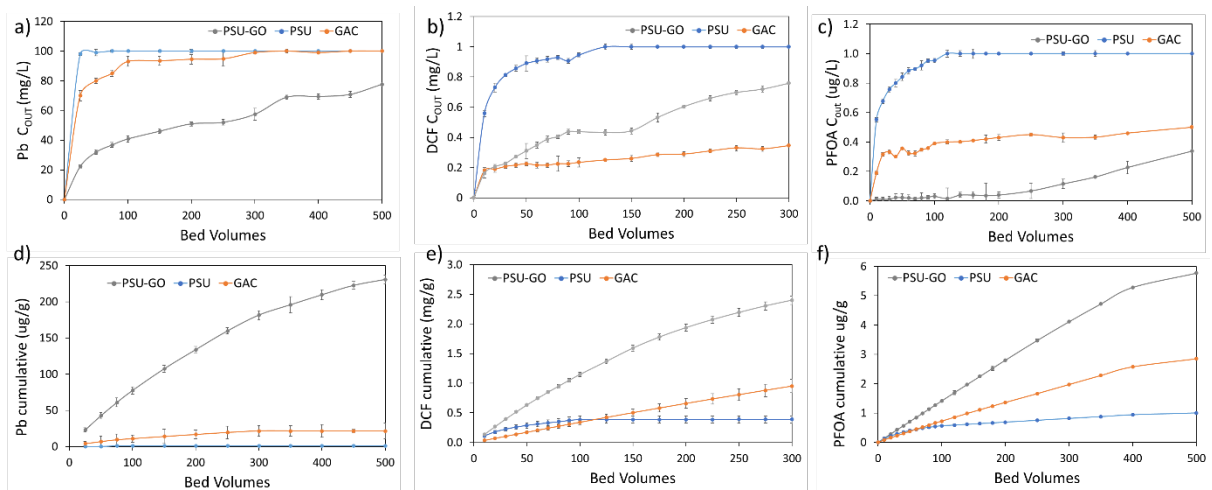 a)
PSU-GO PSU GAC
Pb C_OUT (mg/L)
120
100
80
60
40
20
0
0 100 200 300 400 500
Bed Volumes
b)
PSU-GO PSU GAC
DCF C_OUT (mg/L)
1.2
1
0.8
0.6
0.4
0.2
0
0 50 100 150 200 250 300
Bed Volumes
c)
PSU-GO PSU GAC
PFOA C_out (ug/L)
1.2
1.0
0.8
0.6
0.4
0.2
0.0
0 100 200 300 400 500
Bed Volumes
d)
PSU-GO PSU GAC
Pb cumulative (ug/g)
250
200
150
100
50
0
0 100 200 300 400 500
Bed Volumes
e)
PSU-GO PSU GAC
DCF cumulative (mg/g)
3.0
2.5
2.0
1.5
1.0
0.5
0.0
0 50 100 150 200 250 300
Bed Volumes
f)
PSU-GO PSU GAC
PFOA cumulative ug/g
6
5
4
3
2
1
0
0 100 200 300 400 500
Bed Volumes